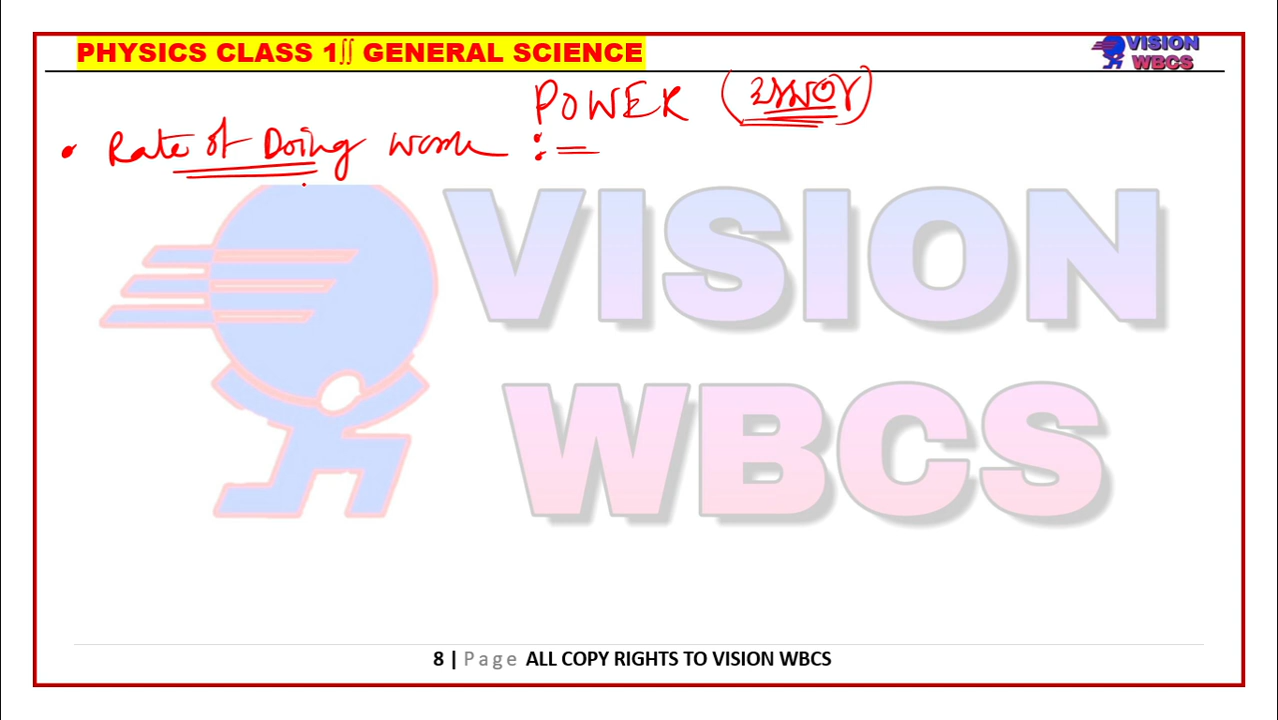 PHYSICS CLASS 1∬ GENERAL SCIENCE
VISION
WBCS
POWER (ক্ষমতা)
• Rate of Doing work :=
VISION
WBCS
8 | Page ALL COPY RIGHTS TO VISION WBCS